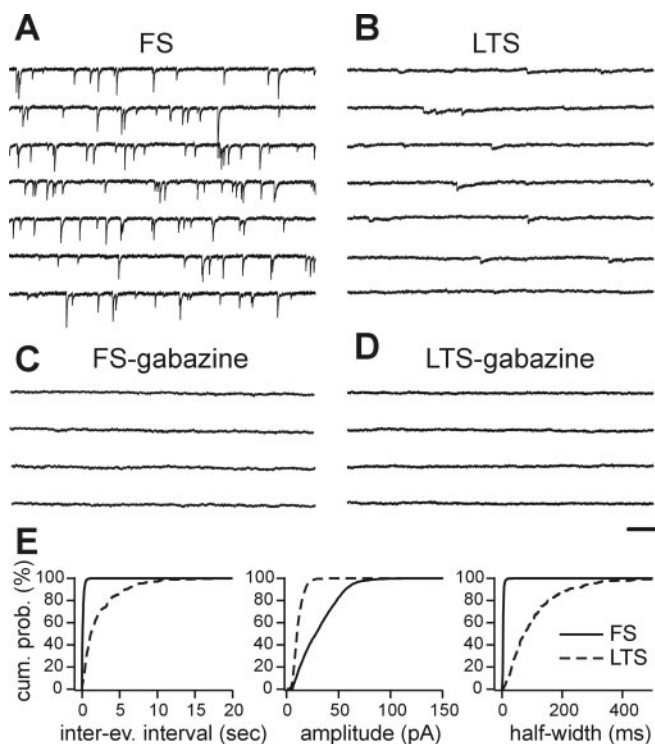 A
FS
B
LTS
C
FS-gabazine
D
LTS-gabazine
E
cum. prob. (%)
100
80
60
40
20
0
0 5 10 15 20
inter-ev. interval (sec)
100
80
60
40
20
0
0 50 100 150
amplitude (pA)
100
80
60
40
20
0
0 200 400
half-width (ms)
FS
LTS